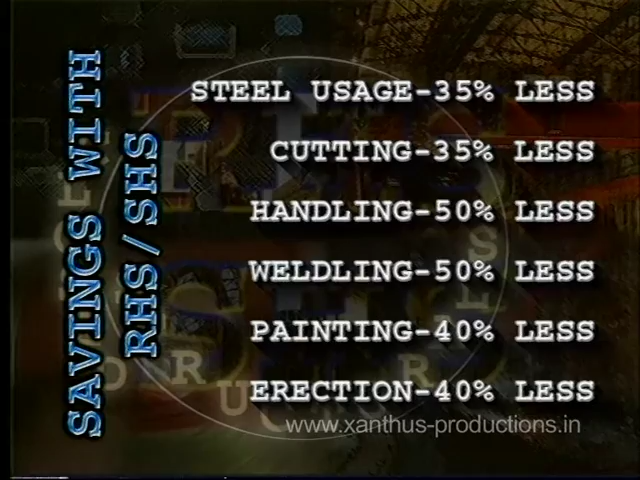 SAVINGS WITH
RHS/SHS
STEEL USAGE-35% LESS
CUTTING-35% LESS
HANDLING-50% LESS
WELDLING-50% LESS
PAINTING-40% LESS
ERECTION-40% LESS
www.xanthus-productions.in